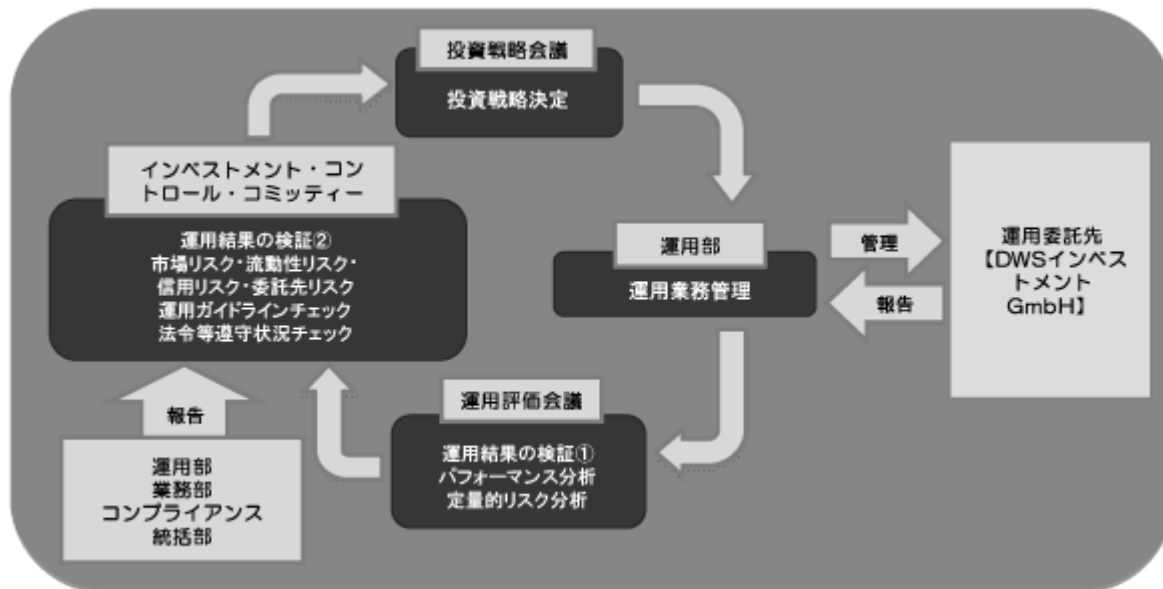 投資戦略会議
投資戦略決定
インベストメント・コン
トロール・コミッティー
運用結果の検証②
市場リスク・流動性リスク・
信用リスク・委託先リスク
運用ガイドラインチェック
法令等遵守状況チェック
運用部
運用業務管理
管理
報告
運用委託先
【DWSインベス
トメント
GmbH】
運用評価会議
運用結果の検証①
パフォーマンス分析
定量的リスク分析
報告
運用部
業務部
コンプライアンス
統括部